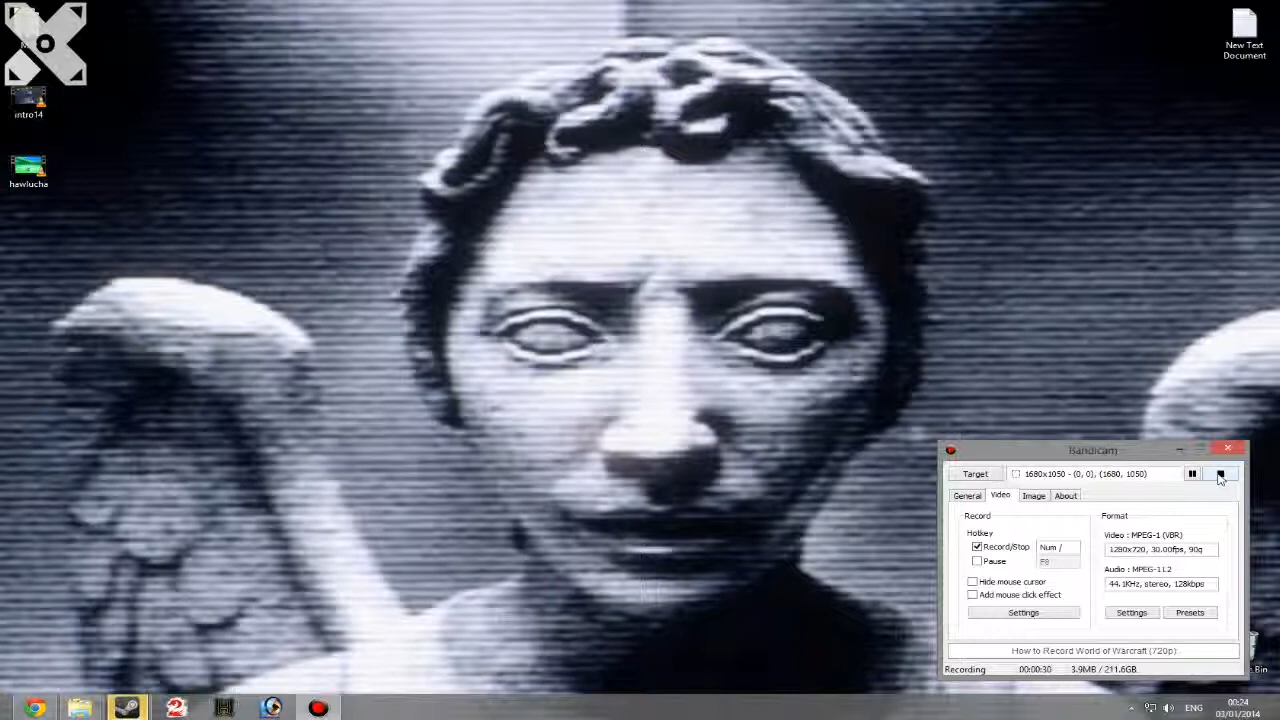 New Text
Document
intro14
hawlucha
Bandicam
Target
1680x1050 - (0, 0), (1680, 1050)
General
Video
Image
About
Record
Format
Hotkey
Video : MPEG-1 (VBR)
Record/Stop
Num /
1280x720, 30.00fps, 90q
Pause
F8
Audio : MPEG-1 L2
Hide mouse cursor
44.1KHz, stereo, 128kbps
Add mouse click effect
Settings
Settings
Presets
How to Record World of Warcraft (720p)
Recording
00:00:30
3.9MB / 211.6GB
e.Bin
ENG
00:24
03/01/2014